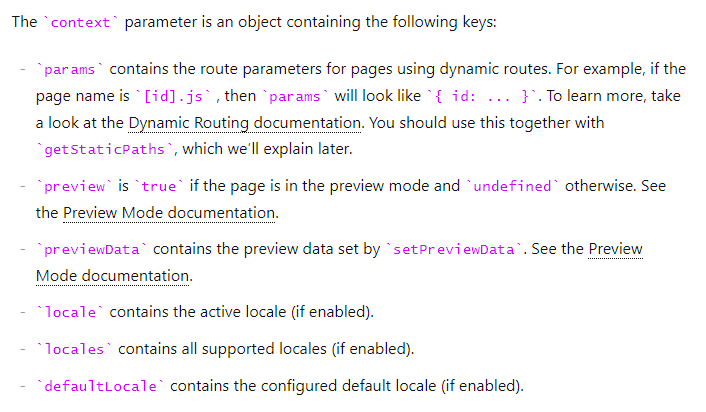 The `context` parameter is an object containing the following keys:
- `params` contains the route parameters for pages using dynamic routes. For example, if the
page name is `[id].js` , then `params` will look like `{ id: ... }`. To learn more, take
a look at the Dynamic Routing documentation. You should use this together with
`getStaticPaths`, which we'll explain later.
- `preview` is `true` if the page is in the preview mode and `undefined` otherwise. See
the Preview Mode documentation.
- `previewData` contains the preview data set by `setPreviewData`. See the Preview
Mode documentation.
- `locale` contains the active locale (if enabled).
- `locales` contains all supported locales (if enabled).
- `defaultLocale` contains the configured default locale (if enabled).